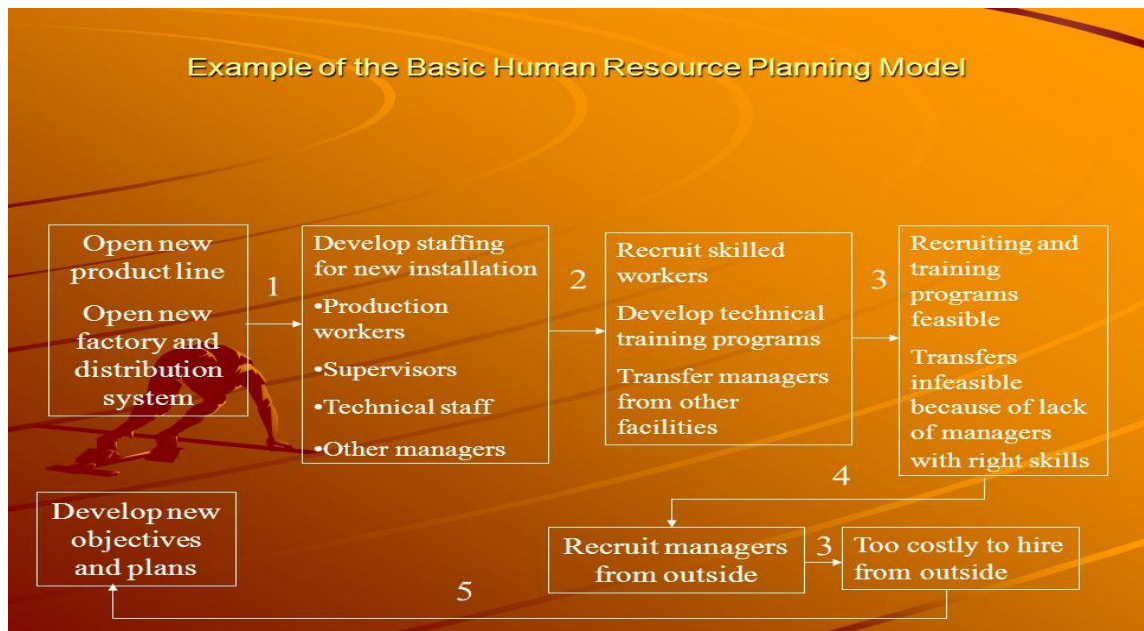 Example of the Basic Human Resource Planning Model
Open new
product line
Open new
factory and
distribution
system
1
Develop staffing
for new installation
•Production
workers
•Supervisors
•Technical staff
•Other managers
2
Recruit skilled
workers
Develop technical
training programs
Transfer managers
from other
facilities
3
Recruiting and
training
programs
feasible
Transfers
infeasible
because of lack
of managers
with right skills
4
Recruit managers
from outside
3
Too costly to hire
from outside
5
Develop new
objectives
and plans